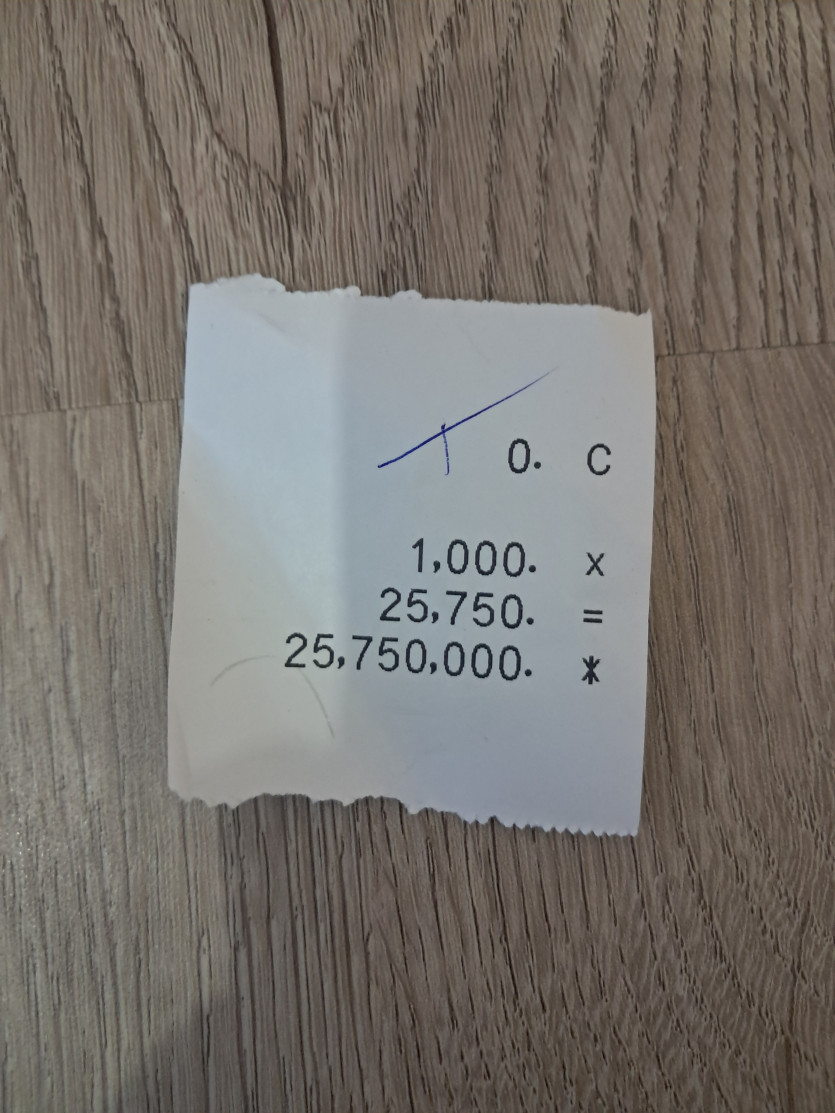 0. C
1,000. x
25,750. =
25,750,000. *